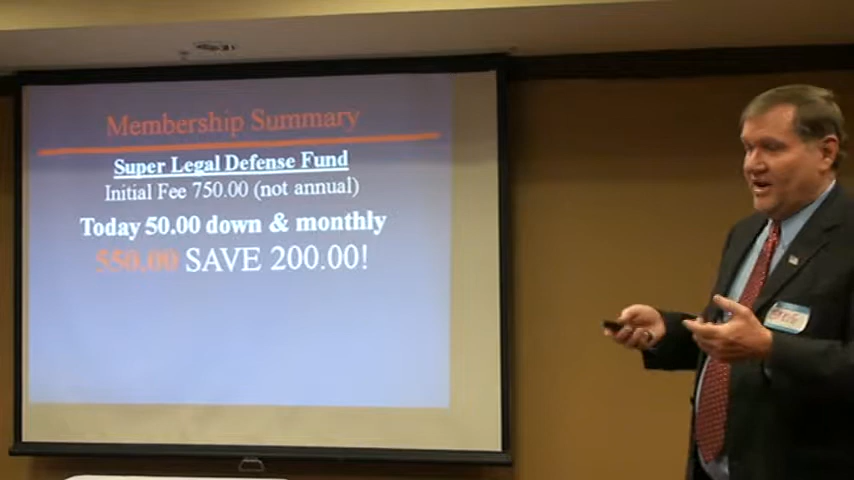 Membership Summary
Super Legal Defense Fund
Initial Fee 750.00 (not annual)
Today 50.00 down & monthly
550.00 SAVE 200.00!